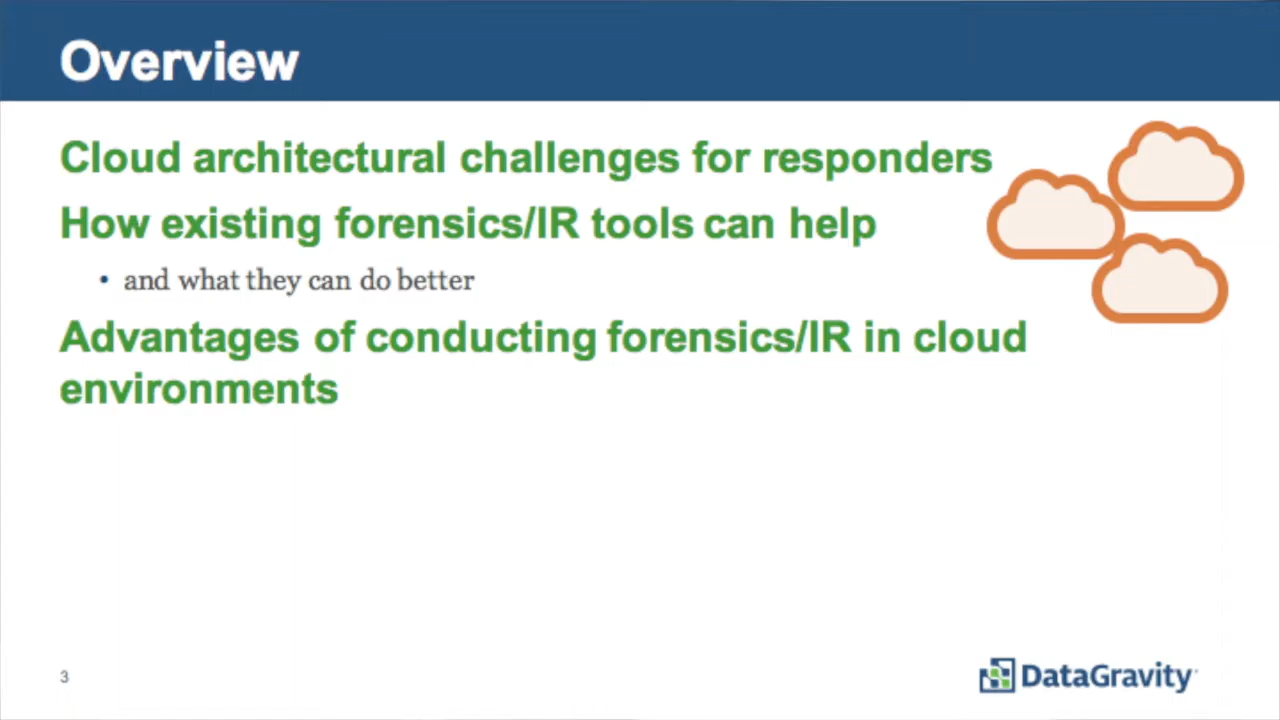 Overview
Cloud architectural challenges for responders
How existing forensics/IR tools can help
• and what they can do better
Advantages of conducting forensics/IR in cloud
environments
3
DataGravity